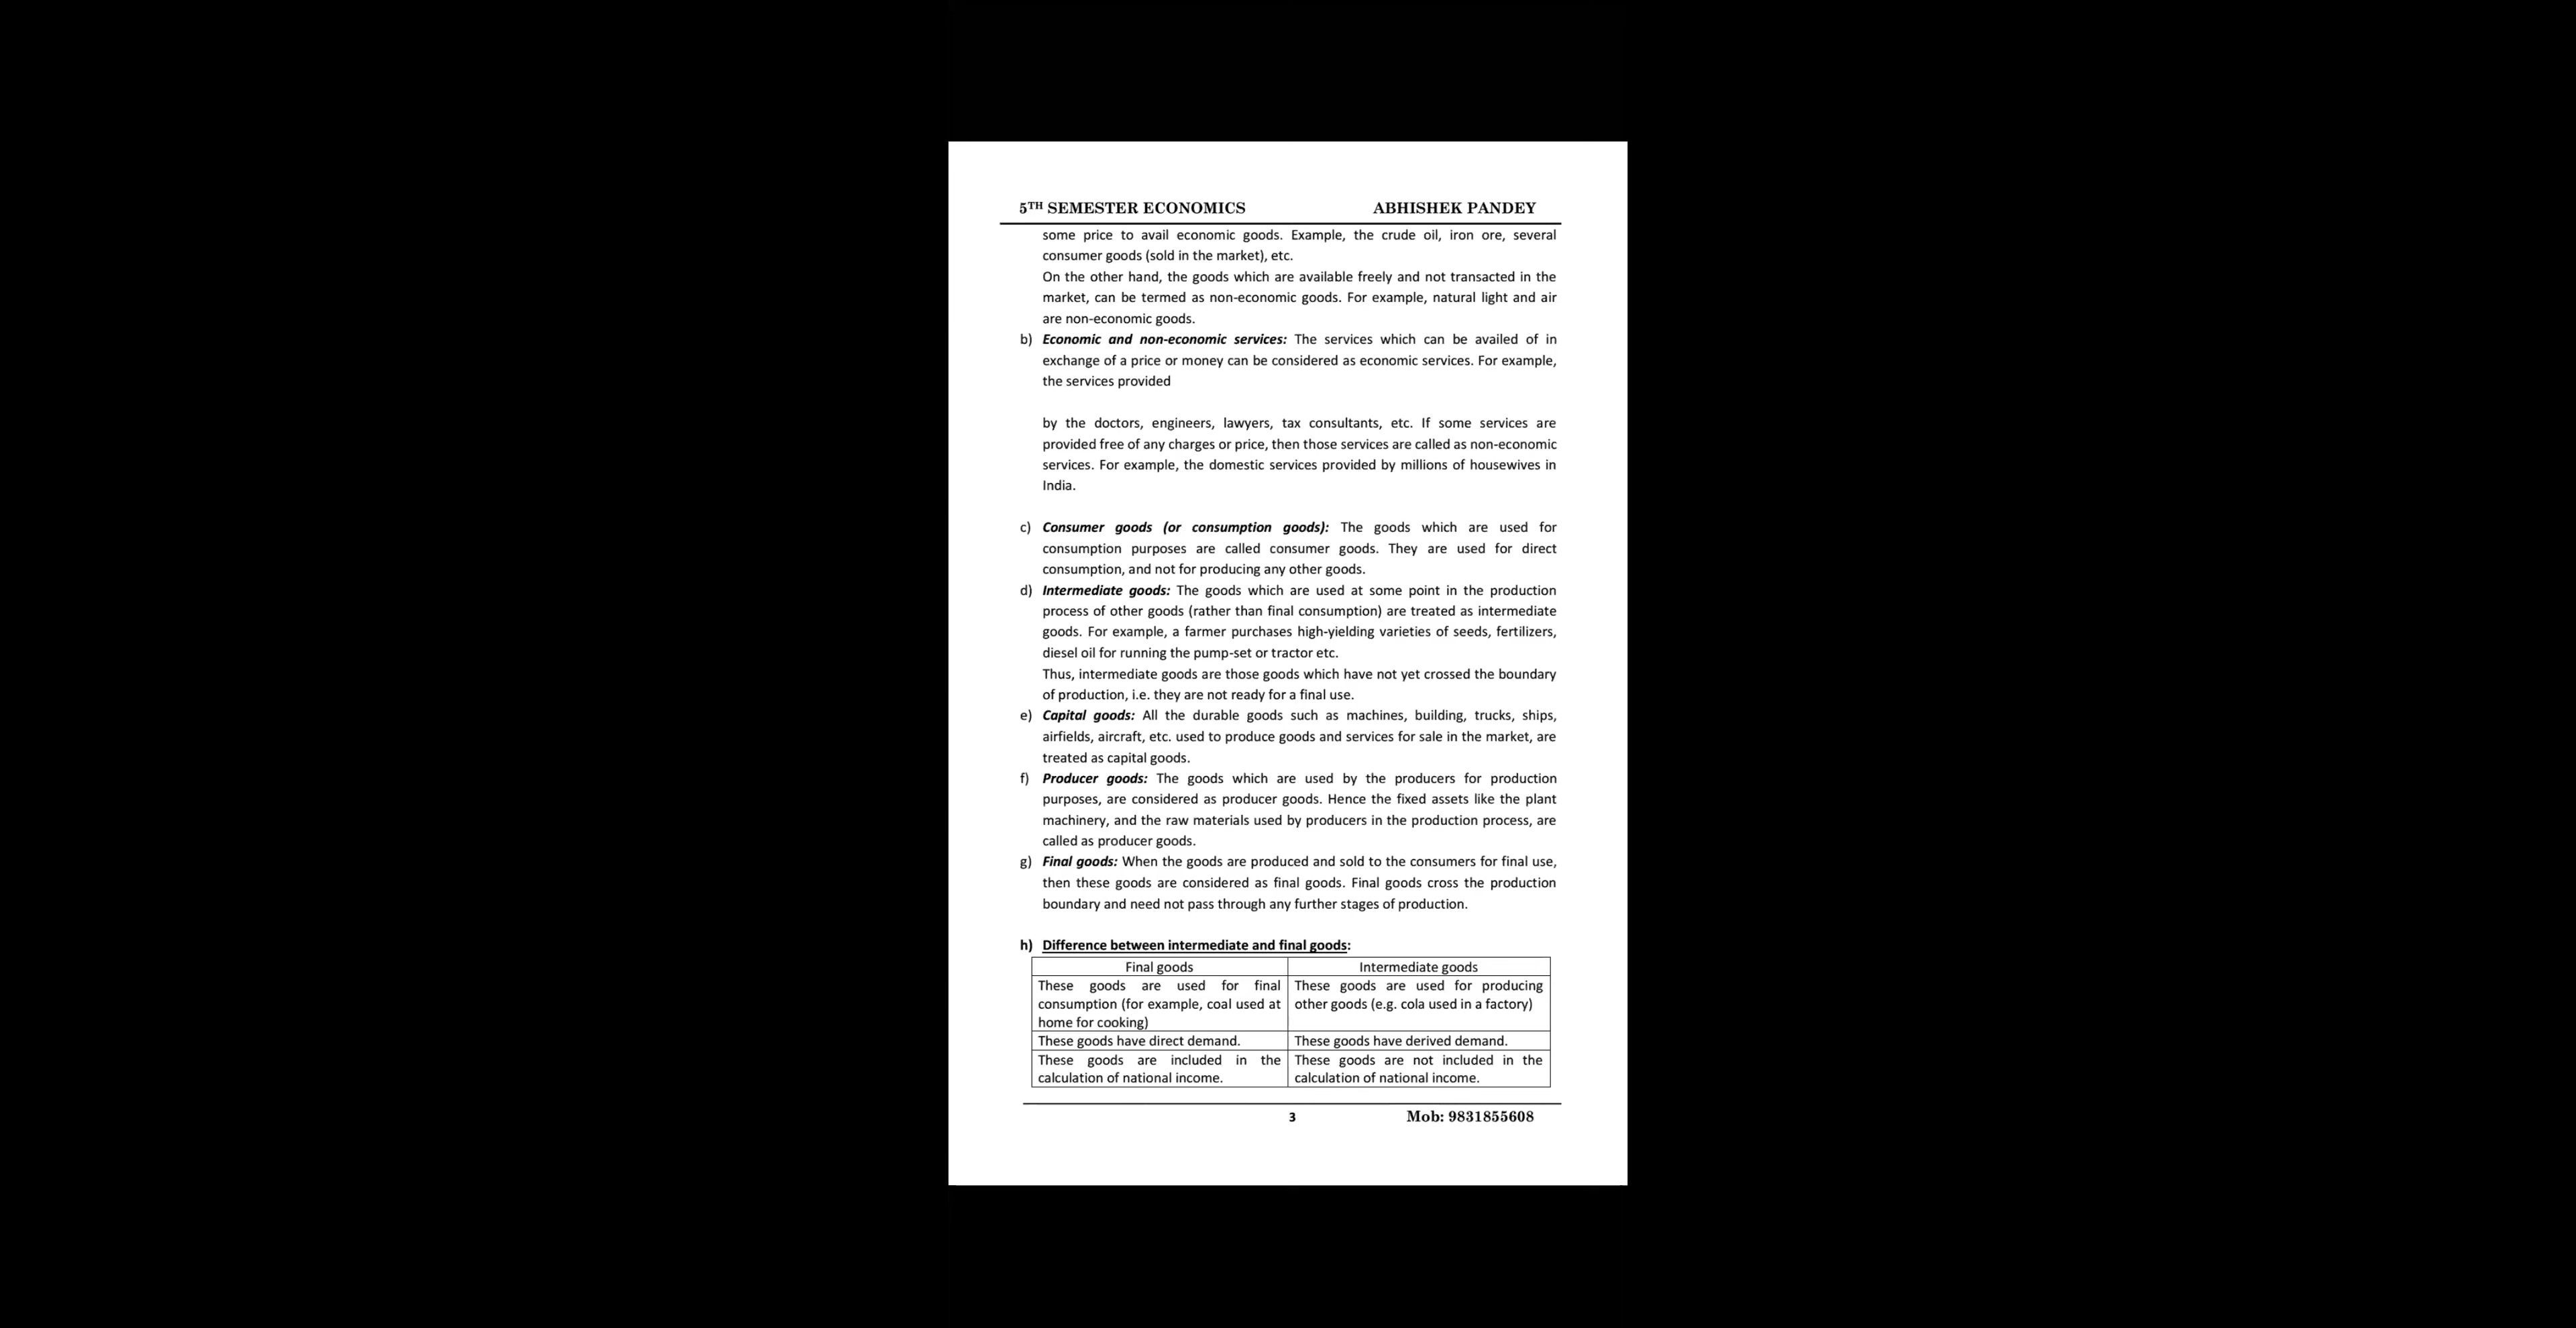 5TH SEMESTER ECONOMICS ABHISHEK PANDEY
some price to avail economic goods. Example, the crude oil, iron ore, several
consumer goods (sold in the market), etc.
On the other hand, the goods which are available freely and not transacted in the
market, can be termed as non-economic goods. For example, natural light and air
are non-economic goods.
b) Economic and non-economic services: The services which can be availed of in
exchange of a price or money can be considered as economic services. For example,
the services provided
by the doctors, engineers, lawyers, tax consultants, etc. If some services are
provided free of any charges or price, then those services are called as non-economic
services. For example, the domestic services provided by millions of housewives in
India.
c) Consumer goods (or consumption goods): The goods which are used for
consumption purposes are called consumer goods. They are used for direct
consumption, and not for producing any other goods.
d) Intermediate goods: The goods which are used at some point in the production
process of other goods (rather than final consumption) are treated as intermediate
goods. For example, a farmer purchases high-yielding varieties of seeds, fertilizers,
diesel oil for running the pump-set or tractor etc.
Thus, intermediate goods are those goods which have not yet crossed the boundary
of production, i.e. they are not ready for a final use.
e) Capital goods: All the durable goods such as machines, building, trucks, ships,
airfields, aircraft, etc. used to produce goods and services for sale in the market, are
treated as capital goods.
f) Producer goods: The goods which are used by the producers for production
purposes, are considered as producer goods. Hence the fixed assets like the plant
machinery, and the raw materials used by producers in the production process, are
called as producer goods.
g) Final goods: When the goods are produced and sold to the consumers for final use,
then these goods are considered as final goods. Final goods cross the production
boundary and need not pass through any further stages of production.
h) Difference between intermediate and final goods:
Final goods Intermediate goods
These goods are used for final These goods are used for producing
consumption (for example, coal used at other goods (e.g. cola used in a factory)
home for cooking)
These goods have direct demand. These goods have derived demand.
These goods are included in the These goods are not included in the
calculation of national income. calculation of national income.
3 Mob: 9831855608